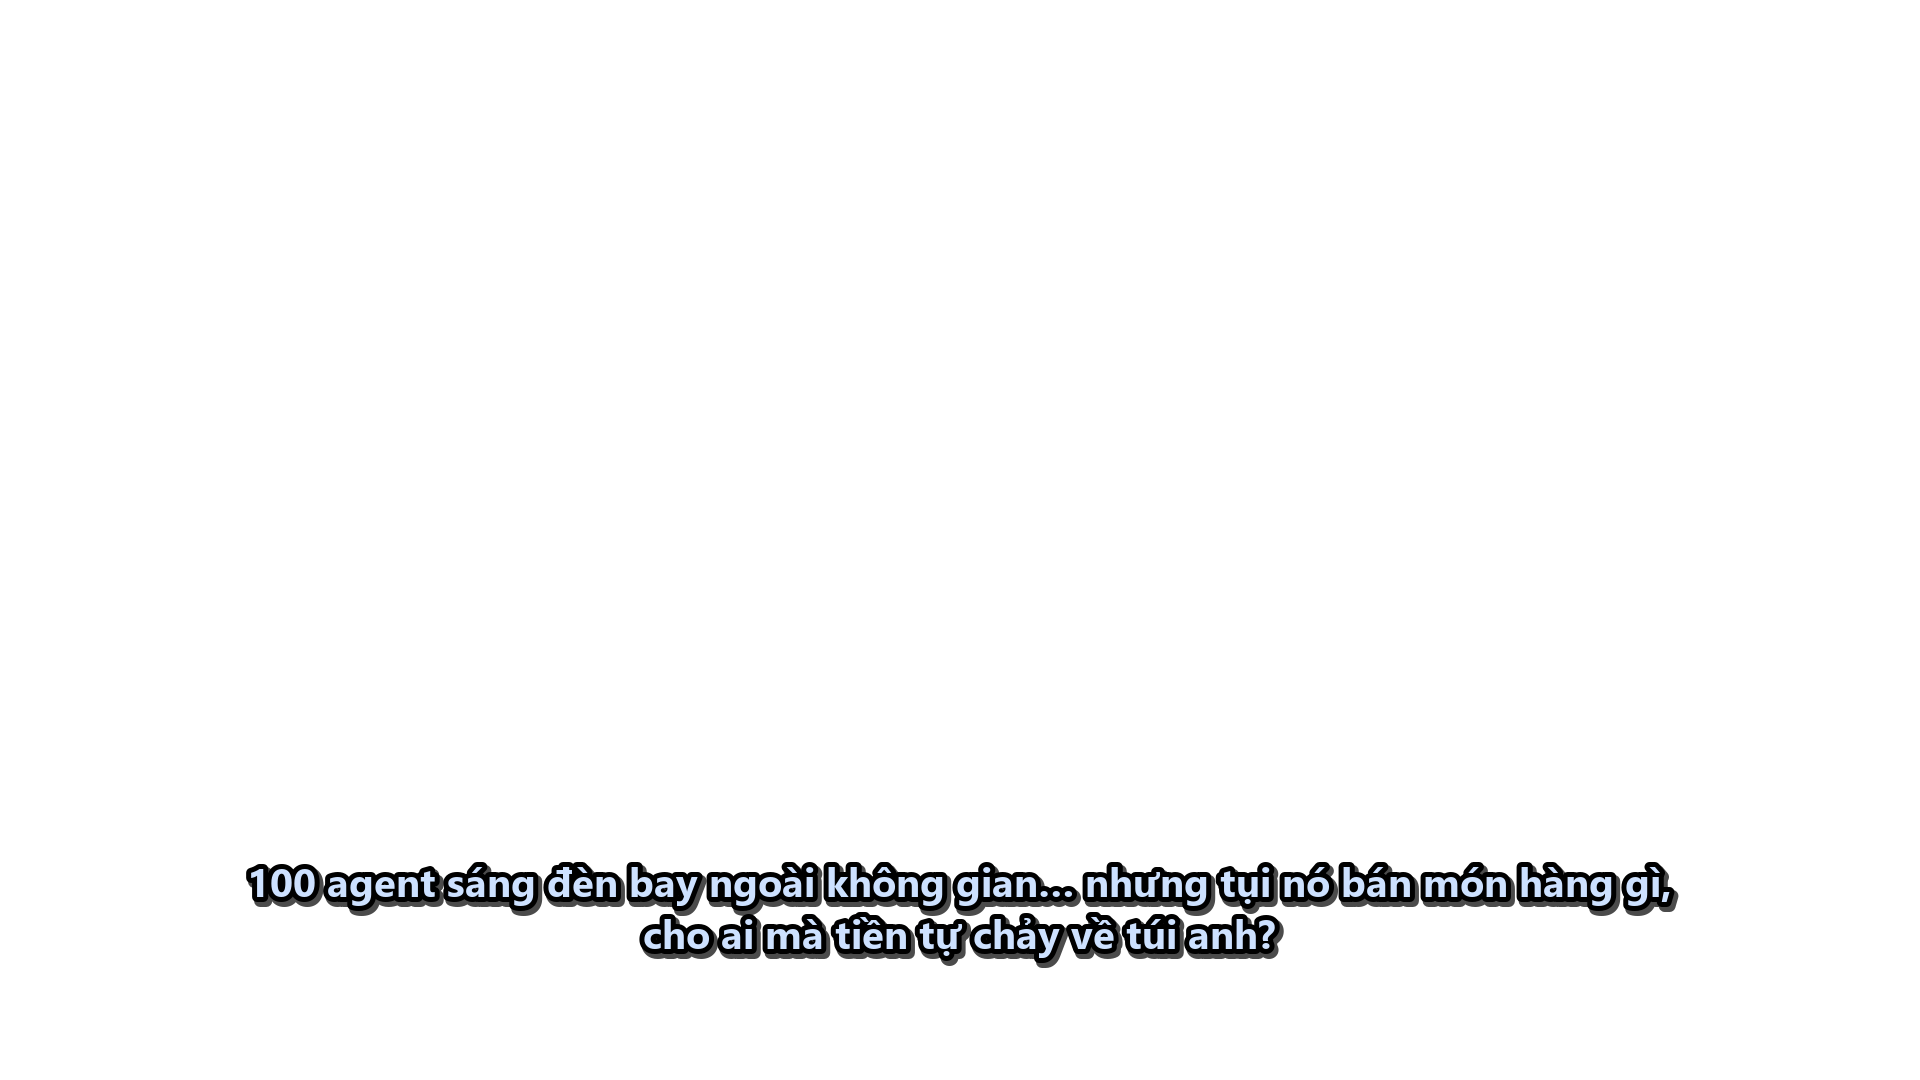 100 agent sáng đèn bay ngoài không gian... nhưng tụi nó bán món hàng gì,
cho ai mà tiền tự chảy về túi anh?